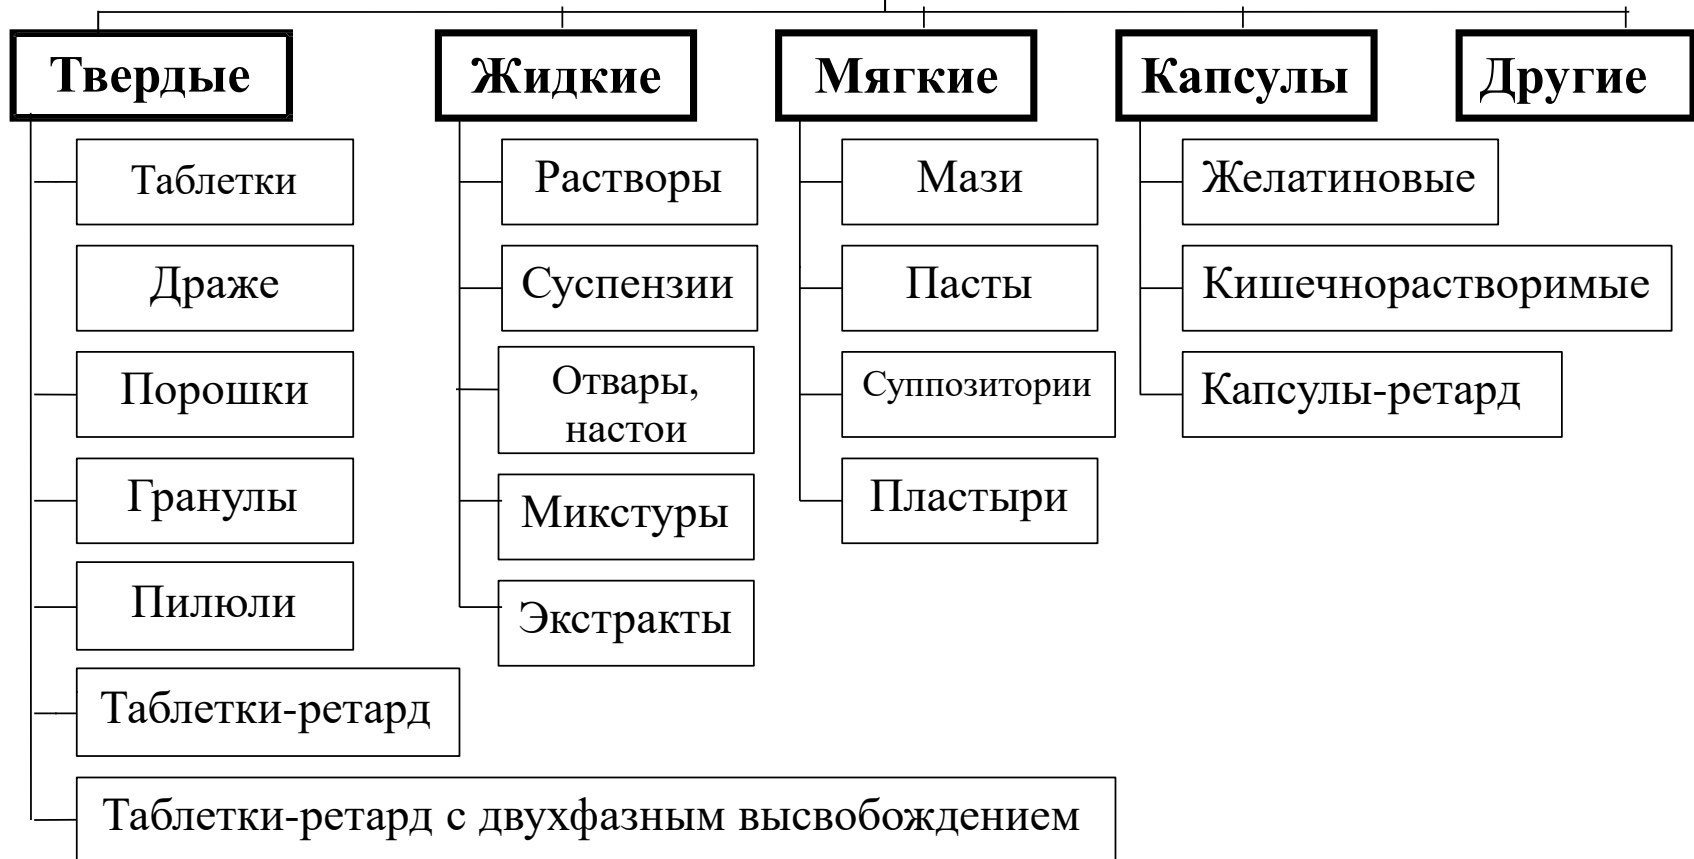 Твердые
Жидкие
Мягкие
Капсулы
Другие
Таблетки
Драже
Порошки
Гранулы
Пилюли
Таблетки-ретард
Таблетки-ретард с двухфазным высвобождением
Растворы
Суспензии
Отвары,
настои
Микстуры
Экстракты
Мази
Пасты
Суппозитории
Пластыри
Желатиновые
Кишечнорастворимые
Капсулы-ретард